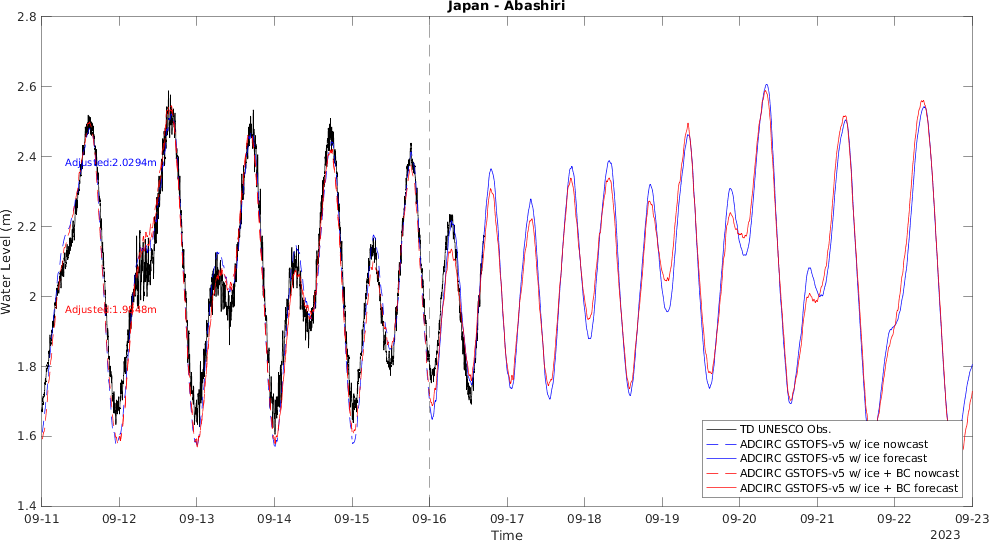 Japan - Abashiri
2.8
2.6
2.4
2.2
2
1.8
1.6
1.4
Water Level (m)
Adjusted:2.0294m
Adjusted:1.9848m
TD UNESCO Obs.
ADCIRC GSTOFS-v5 w/ ice nowcast
ADCIRC GSTOFS-v5 w/ ice forecast
ADCIRC GSTOFS-v5 w/ ice + BC nowcast
ADCIRC GSTOFS-v5 w/ ice + BC forecast
09-11 09-12 09-13 09-14 09-15 09-16 09-17 09-18 09-19 09-20 09-21 09-22 09-23
Time
2023